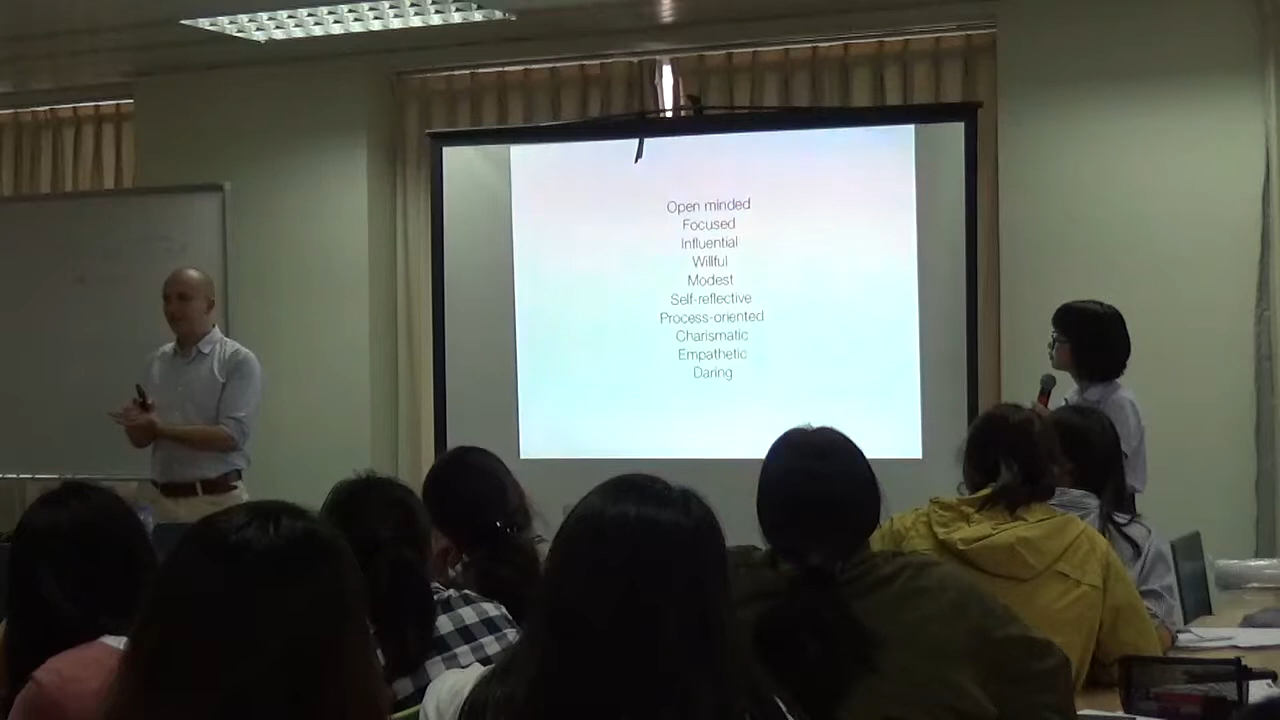 Open minded
Focused
Influential
Willful
Modest
Self-reflective
Process-oriented
Charismatic
Empathetic
Daring